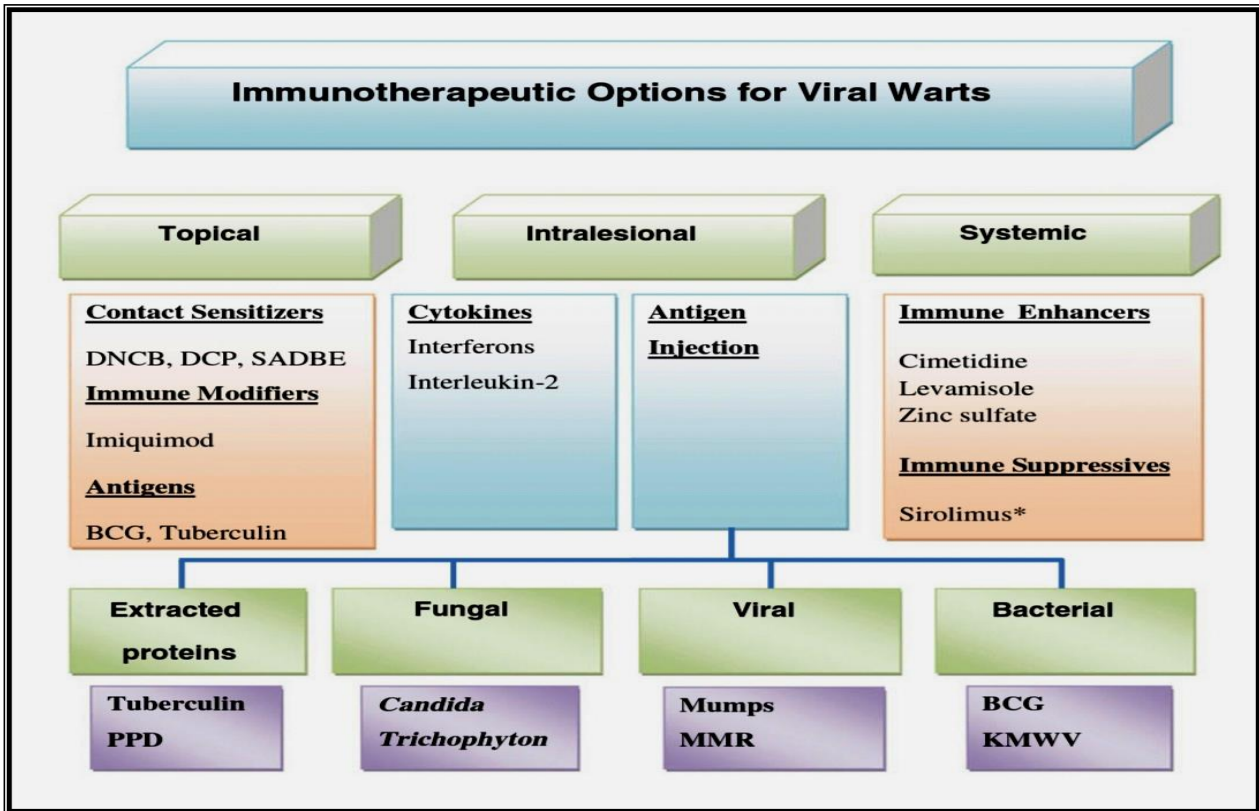 Immunotherapeutic Options for Viral Warts
Topical
Intralesional
Systemic
Contact Sensitizers
DNCB, DCP, SADBE
Immune Modifiers
Imiquimod
Antigens
BCG, Tuberculin
Cytokines
Interferons
Interleukin-2
Antigen
Injection
Immune Enhancers
Cimetidine
Levamisole
Zinc sulfate
Immune Suppressives
Sirolimus*
Extracted
proteins
Fungal
Viral
Bacterial
Tuberculin
PPD
Candida
Trichophyton
Mumps
MMR
BCG
KMWV